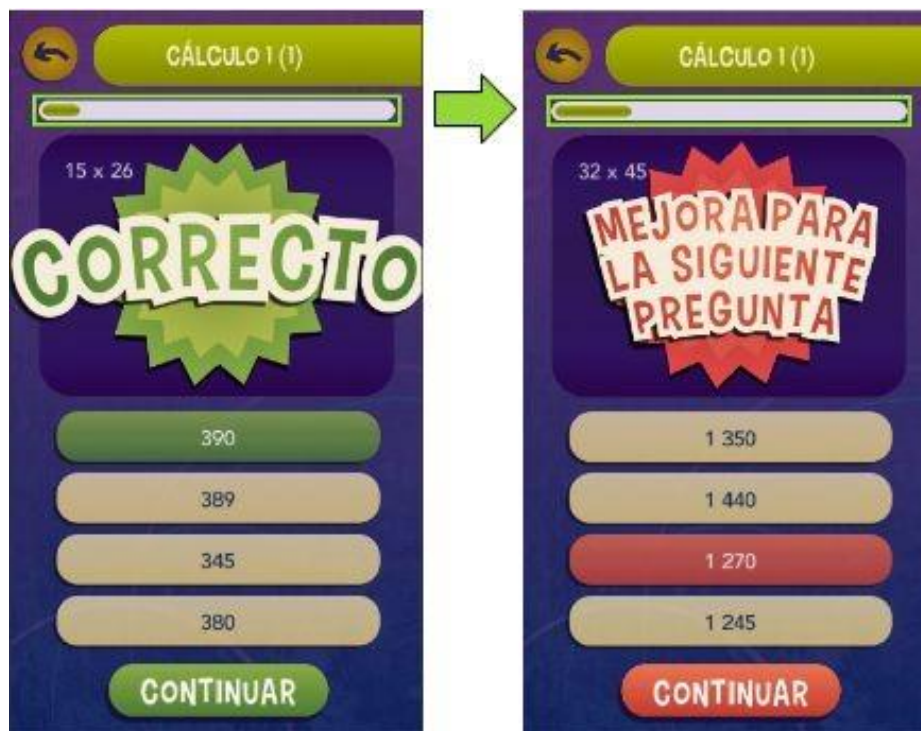 CÁLCULO 1 (1)
15 x 26
CORRECTO
390
389
345
380
CONTINUAR
CÁLCULO 1 (1)
32 x 45
MEJORA PARA
LA SIGUIENTE
PREGUNTA
1 350
1 440
1 270
1 245
CONTINUAR